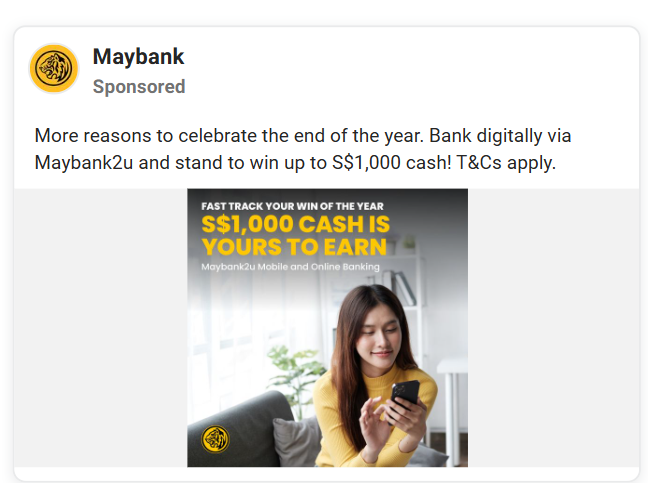 Maybank
Sponsored
More reasons to celebrate the end of the year. Bank digitally via
Maybank2u and stand to win up to S$1,000 cash! T&Cs apply.
FAST TRACK YOUR WIN OF THE YEAR
S$1,000 CASH IS
YOURS TO EARN
Maybank2u Mobile and Online Banking